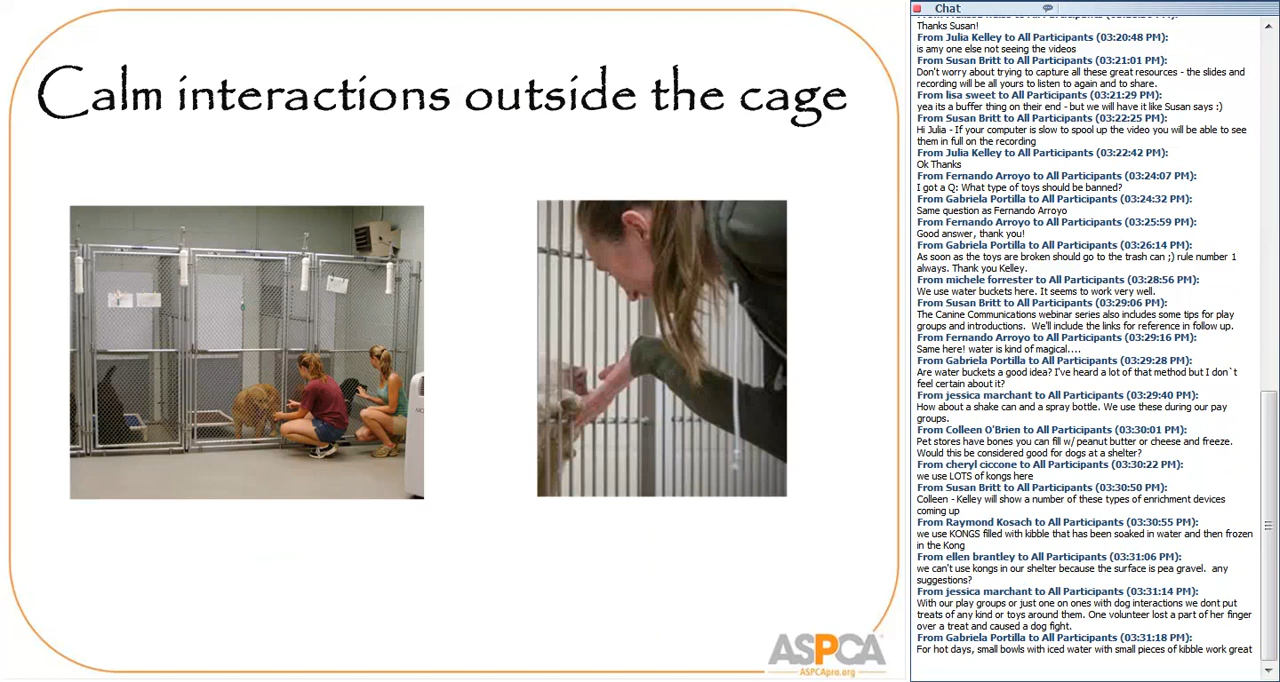 Calm interactions outside the cage
ASPCA
ASPCApro.org
Chat
Thanks Susan!
From Julia Kelley to All Participants (03:20:48 PM):
is amy one else not seeing the videos
From Susan Britt to All Participants (03:21:01 PM):
Don't worry about trying to capture all these great resources - the slides and
recording will be all yours to listen to again and to share.
From lisa sweet to All Participants (03:21:29 PM):
yea its a buffer thing on their end - but we will have it like Susan says :)
From Susan Britt to All Participants (03:22:25 PM):
Hi Julia - If your computer is slow to spool up the video you will be able to see
them in full on the recording
From Julia Kelley to All Participants (03:22:42 PM):
Ok Thanks
From Fernando Arroyo to All Participants (03:24:07 PM):
I got a Q: What type of toys should be banned?
From Gabriela Portilla to All Participants (03:24:32 PM):
Same question as Fernando Arroyo
From Fernando Arroyo to All Participants (03:25:59 PM):
Good answer, thank you!
From Gabriela Portilla to All Participants (03:26:14 PM):
As soon as the toys are broken should go to the trash can ;) rule number 1
always. Thank you Kelley.
From michele forrester to All Participants (03:28:56 PM):
We use water buckets here. It seems to work very well.
From Susan Britt to All Participants (03:29:06 PM):
The Canine Communications webinar series also includes some tips for play
groups and introductions. We'll include the links for reference in follow up.
From Fernando Arroyo to All Participants (03:29:16 PM):
Same here! water is kind of magical....
From Gabriela Portilla to All Participants (03:29:28 PM):
Are water buckets a good idea? I've heard a lot of that method but I don`t
feel certain about it?
From jessica marchant to All Participants (03:29:40 PM):
How about a shake can and a spray bottle. We use these during our pay
groups.
From Colleen O'Brien to All Participants (03:30:01 PM):
Pet stores have bones you can fill w/ peanut butter or cheese and freeze.
Would this be considered good for dogs at a shelter?
From cheryl ciccone to All Participants (03:30:22 PM):
we use LOTS of kongs here
From Susan Britt to All Participants (03:30:50 PM):
Colleen - Kelley will show a number of these types of enrichment devices
coming up
From Raymond Kosach to All Participants (03:30:55 PM):
we use KONGS filled with kibble that has been soaked in water and then frozen
in the Kong
From ellen brantley to All Participants (03:31:06 PM):
we can't use kongs in our shelter because the surface is pea gravel. any
suggestions?
From jessica marchant to All Participants (03:31:14 PM):
With our play groups or just one on ones with dog interactions we dont put
treats of any kind or toys around them. One volunteer lost a part of her finger
over a treat and caused a dog fight.
From Gabriela Portilla to All Participants (03:31:18 PM):
For hot days, small bowls with iced water with small pieces of kibble work great